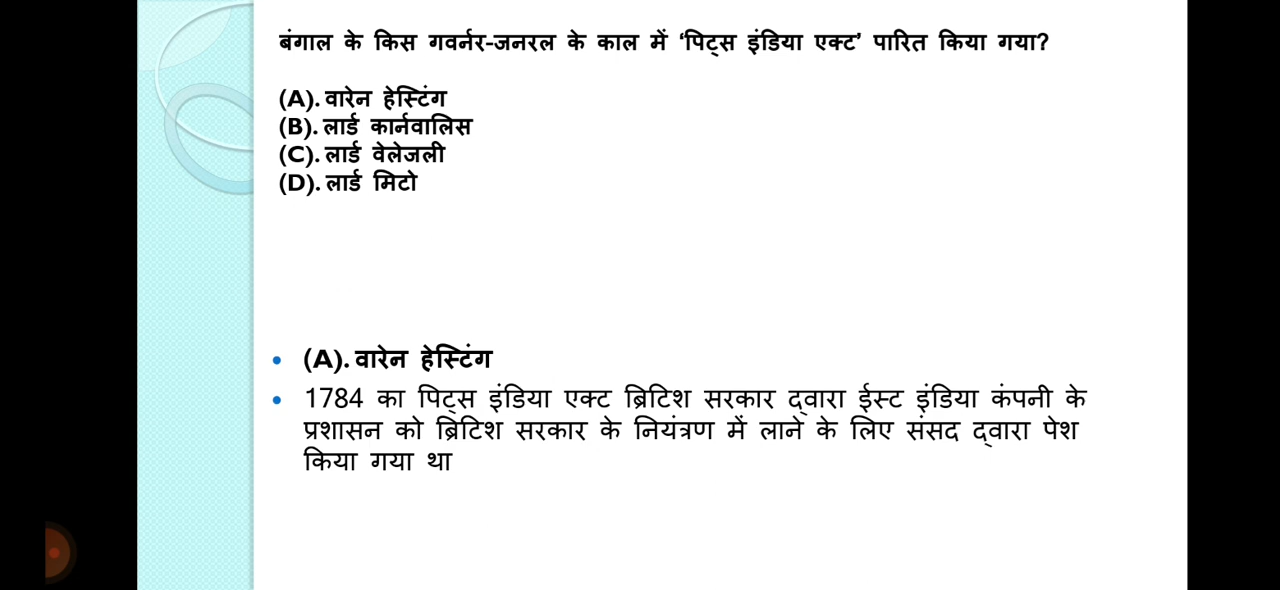 बंगाल के किस गवर्नर-जनरल के काल में ‘पिट्स इंडिया एक्ट’ पारित किया गया?
(A). वारेन हेस्टिंग
(B). लार्ड कार्नवालिस
(C). लार्ड वेलेजली
(D). लार्ड मिटो
• (A). वारेन हेस्टिंग
• 1784 का पिट्स इंडिया एक्ट ब्रिटिश सरकार द्वारा ईस्ट इंडिया कंपनी के
प्रशासन को ब्रिटिश सरकार के नियंत्रण में लाने के लिए संसद द्वारा पेश
किया गया था